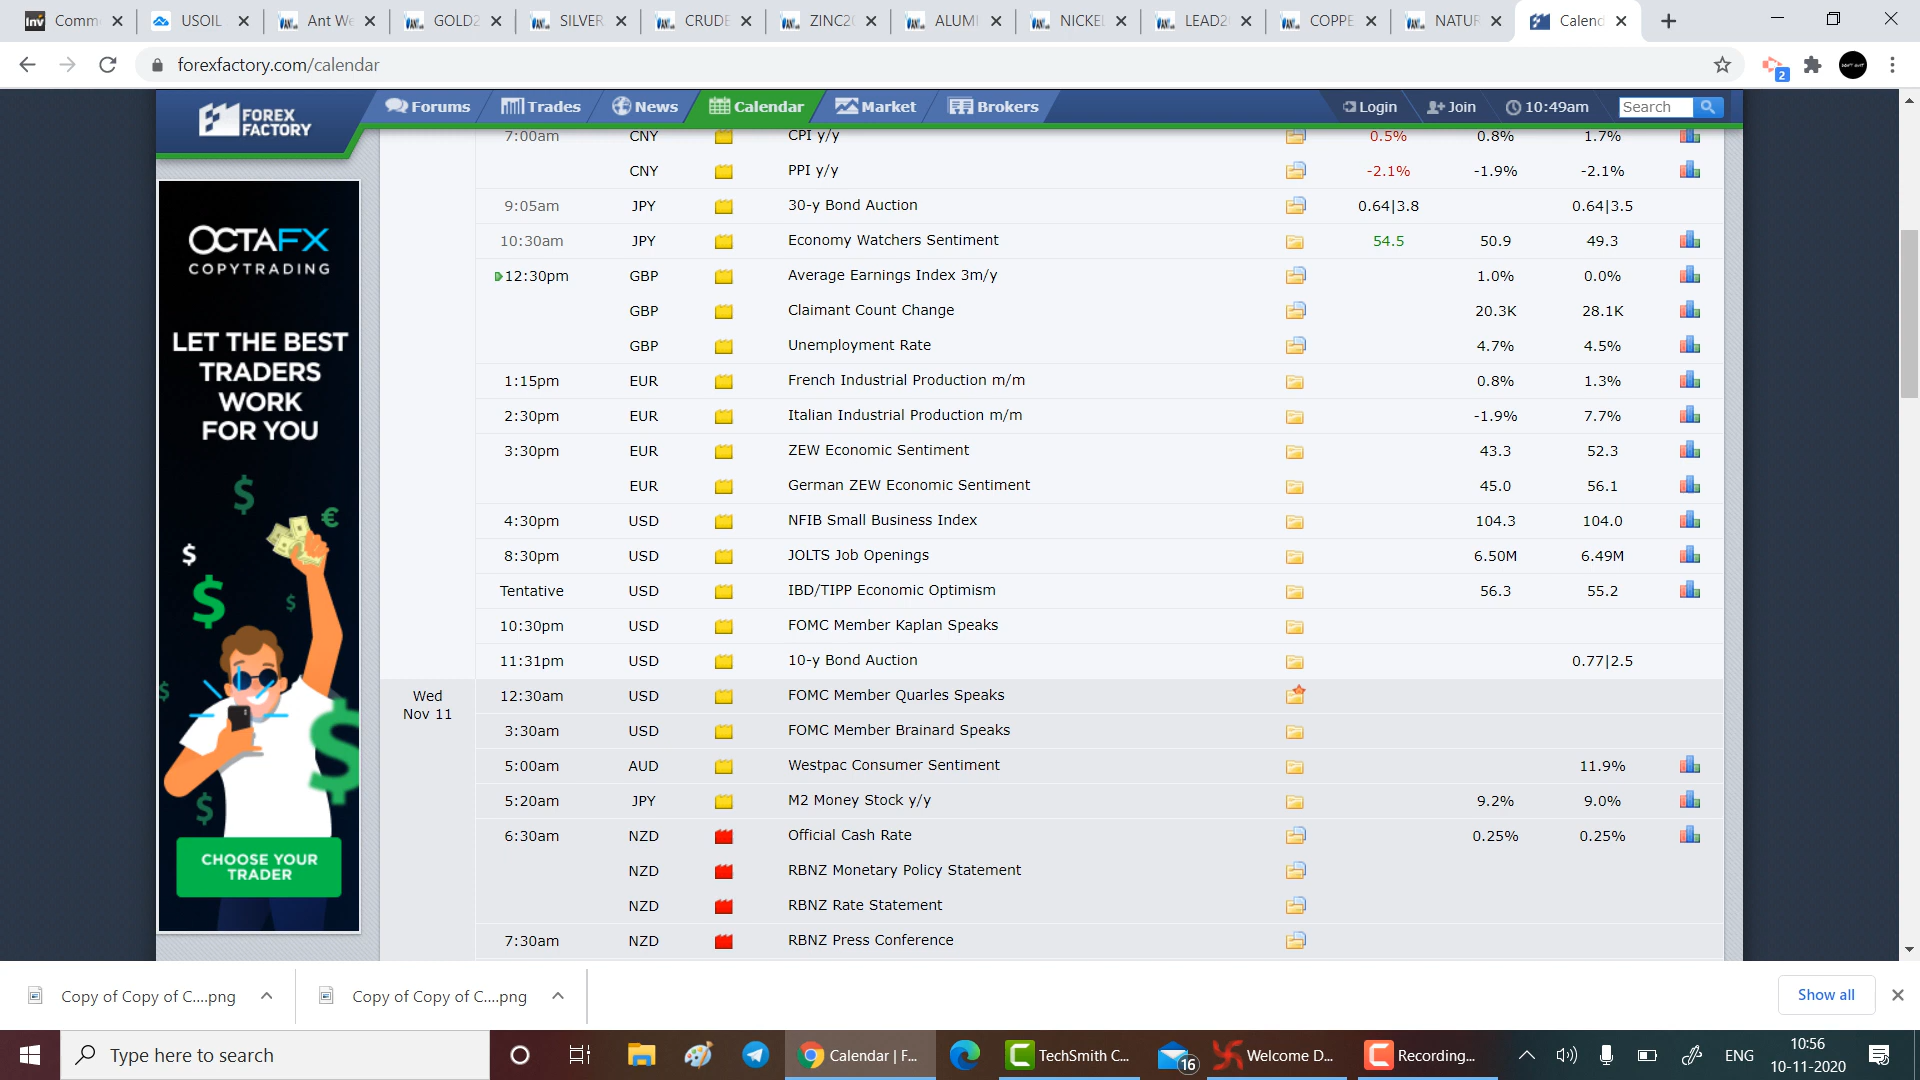 Comm
USOIL
Ant We
GOLD2
SILVER
CRUDE
ZINC20
ALUMI
NICKEL
LEAD2
COPPE
NATUR
Calend
forexfactory.com/calendar
2
FOREX FACTORY
Forums
Trades
News
Calendar
Market
Brokers
Login
Join
10:49am
Search
7:00am CNY CPI y/y 0.5% 0.8% 1.7%
CNY PPI y/y -2.1% -1.9% -2.1%
9:05am JPY 30-y Bond Auction 0.64|3.8 0.64|3.5
10:30am JPY Economy Watchers Sentiment 54.5 50.9 49.3
12:30pm GBP Average Earnings Index 3m/y 1.0% 0.0%
GBP Claimant Count Change 20.3K 28.1K
GBP Unemployment Rate 4.7% 4.5%
1:15pm EUR French Industrial Production m/m 0.8% 1.3%
2:30pm EUR Italian Industrial Production m/m -1.9% 7.7%
3:30pm EUR ZEW Economic Sentiment 43.3 52.3
EUR German ZEW Economic Sentiment 45.0 56.1
4:30pm USD NFIB Small Business Index 104.3 104.0
8:30pm USD JOLTS Job Openings 6.50M 6.49M
Tentative USD IBD/TIPP Economic Optimism 56.3 55.2
10:30pm USD FOMC Member Kaplan Speaks
11:31pm USD 10-y Bond Auction 0.77|2.5
Wed Nov 11
12:30am USD FOMC Member Quarles Speaks
3:30am USD FOMC Member Brainard Speaks
5:00am AUD Westpac Consumer Sentiment 11.9%
5:20am JPY M2 Money Stock y/y 9.2% 9.0%
6:30am NZD Official Cash Rate 0.25% 0.25%
NZD RBNZ Monetary Policy Statement
NZD RBNZ Rate Statement
7:30am NZD RBNZ Press Conference
OCTAFX
COPYTRADING
LET THE BEST
TRADERS
WORK
FOR YOU
CHOOSE YOUR
TRADER
Copy of Copy of C....png
Copy of Copy of C....png
Show all
Type here to search
Calendar | F...
TechSmith C...
16
Welcome D...
Recording...
ENG
10:56
10-11-2020